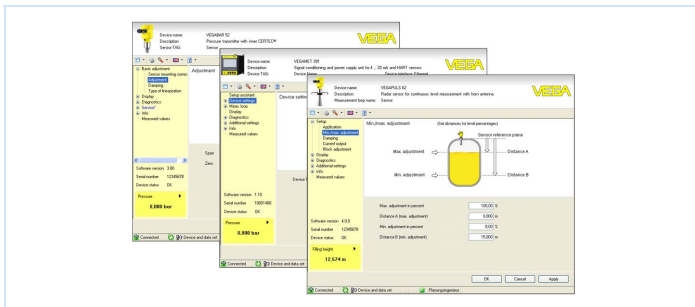 Device name: VEGABAR 52
Description: Pressure transmitter with inner CERTEC®
Sensor-TAG: Sensor
VEGA
Basic adjustment
Sensor mounting correc
Adjustment
Damping
Type of linearization
Display
Diagnostics
Service
Info
Measured values
Adjustment
Span
Zero
Software version 3.80
Serial number 12345678
Device status OK
Pressure
0,000 bar
Connected Device and data set
Device name: VEGAMET 391
Description: Signal conditioning and power supply unit for 4 .. 20 mA and HART sensors
Device TAG: Device Name Device interface: Ethernet
VEGA
Setup assistant
Device settings
Meas. loop
Display
Diagnostics
Additional settings
Info
Measured values
Device settin
Device
Software version 1.10
Serial number 10001400
Device status OK
Pressure
0,000 bar
Connected Device and data set
Device name: VEGAPULS 62
Description: Radar sensor for continuous level measurement with horn antenna
Measurement loop name: Sensor
VEGA
Setup
Application
Min./max. adjustment
Damping
Current output
Block adjustment
Display
Diagnostics
Additional settings
Info
Measured values
Min./max. adjustment (Set distances for level percentages)
Sensor reference plane
Max. adjustment Distance A
Min. adjustment Distance B
Max. adjustment in percent 100,00 %
Distance A (max. adjustment) 0,000 m
Min. adjustment in percent 0,00 %
Distance B (min. adjustment) 15,000 m
Software version 4.0.0
Serial number 12345678
Device status OK
Filling height
12,574 m
OK Cancel Apply
Connected Device and data set Planungsingenieur